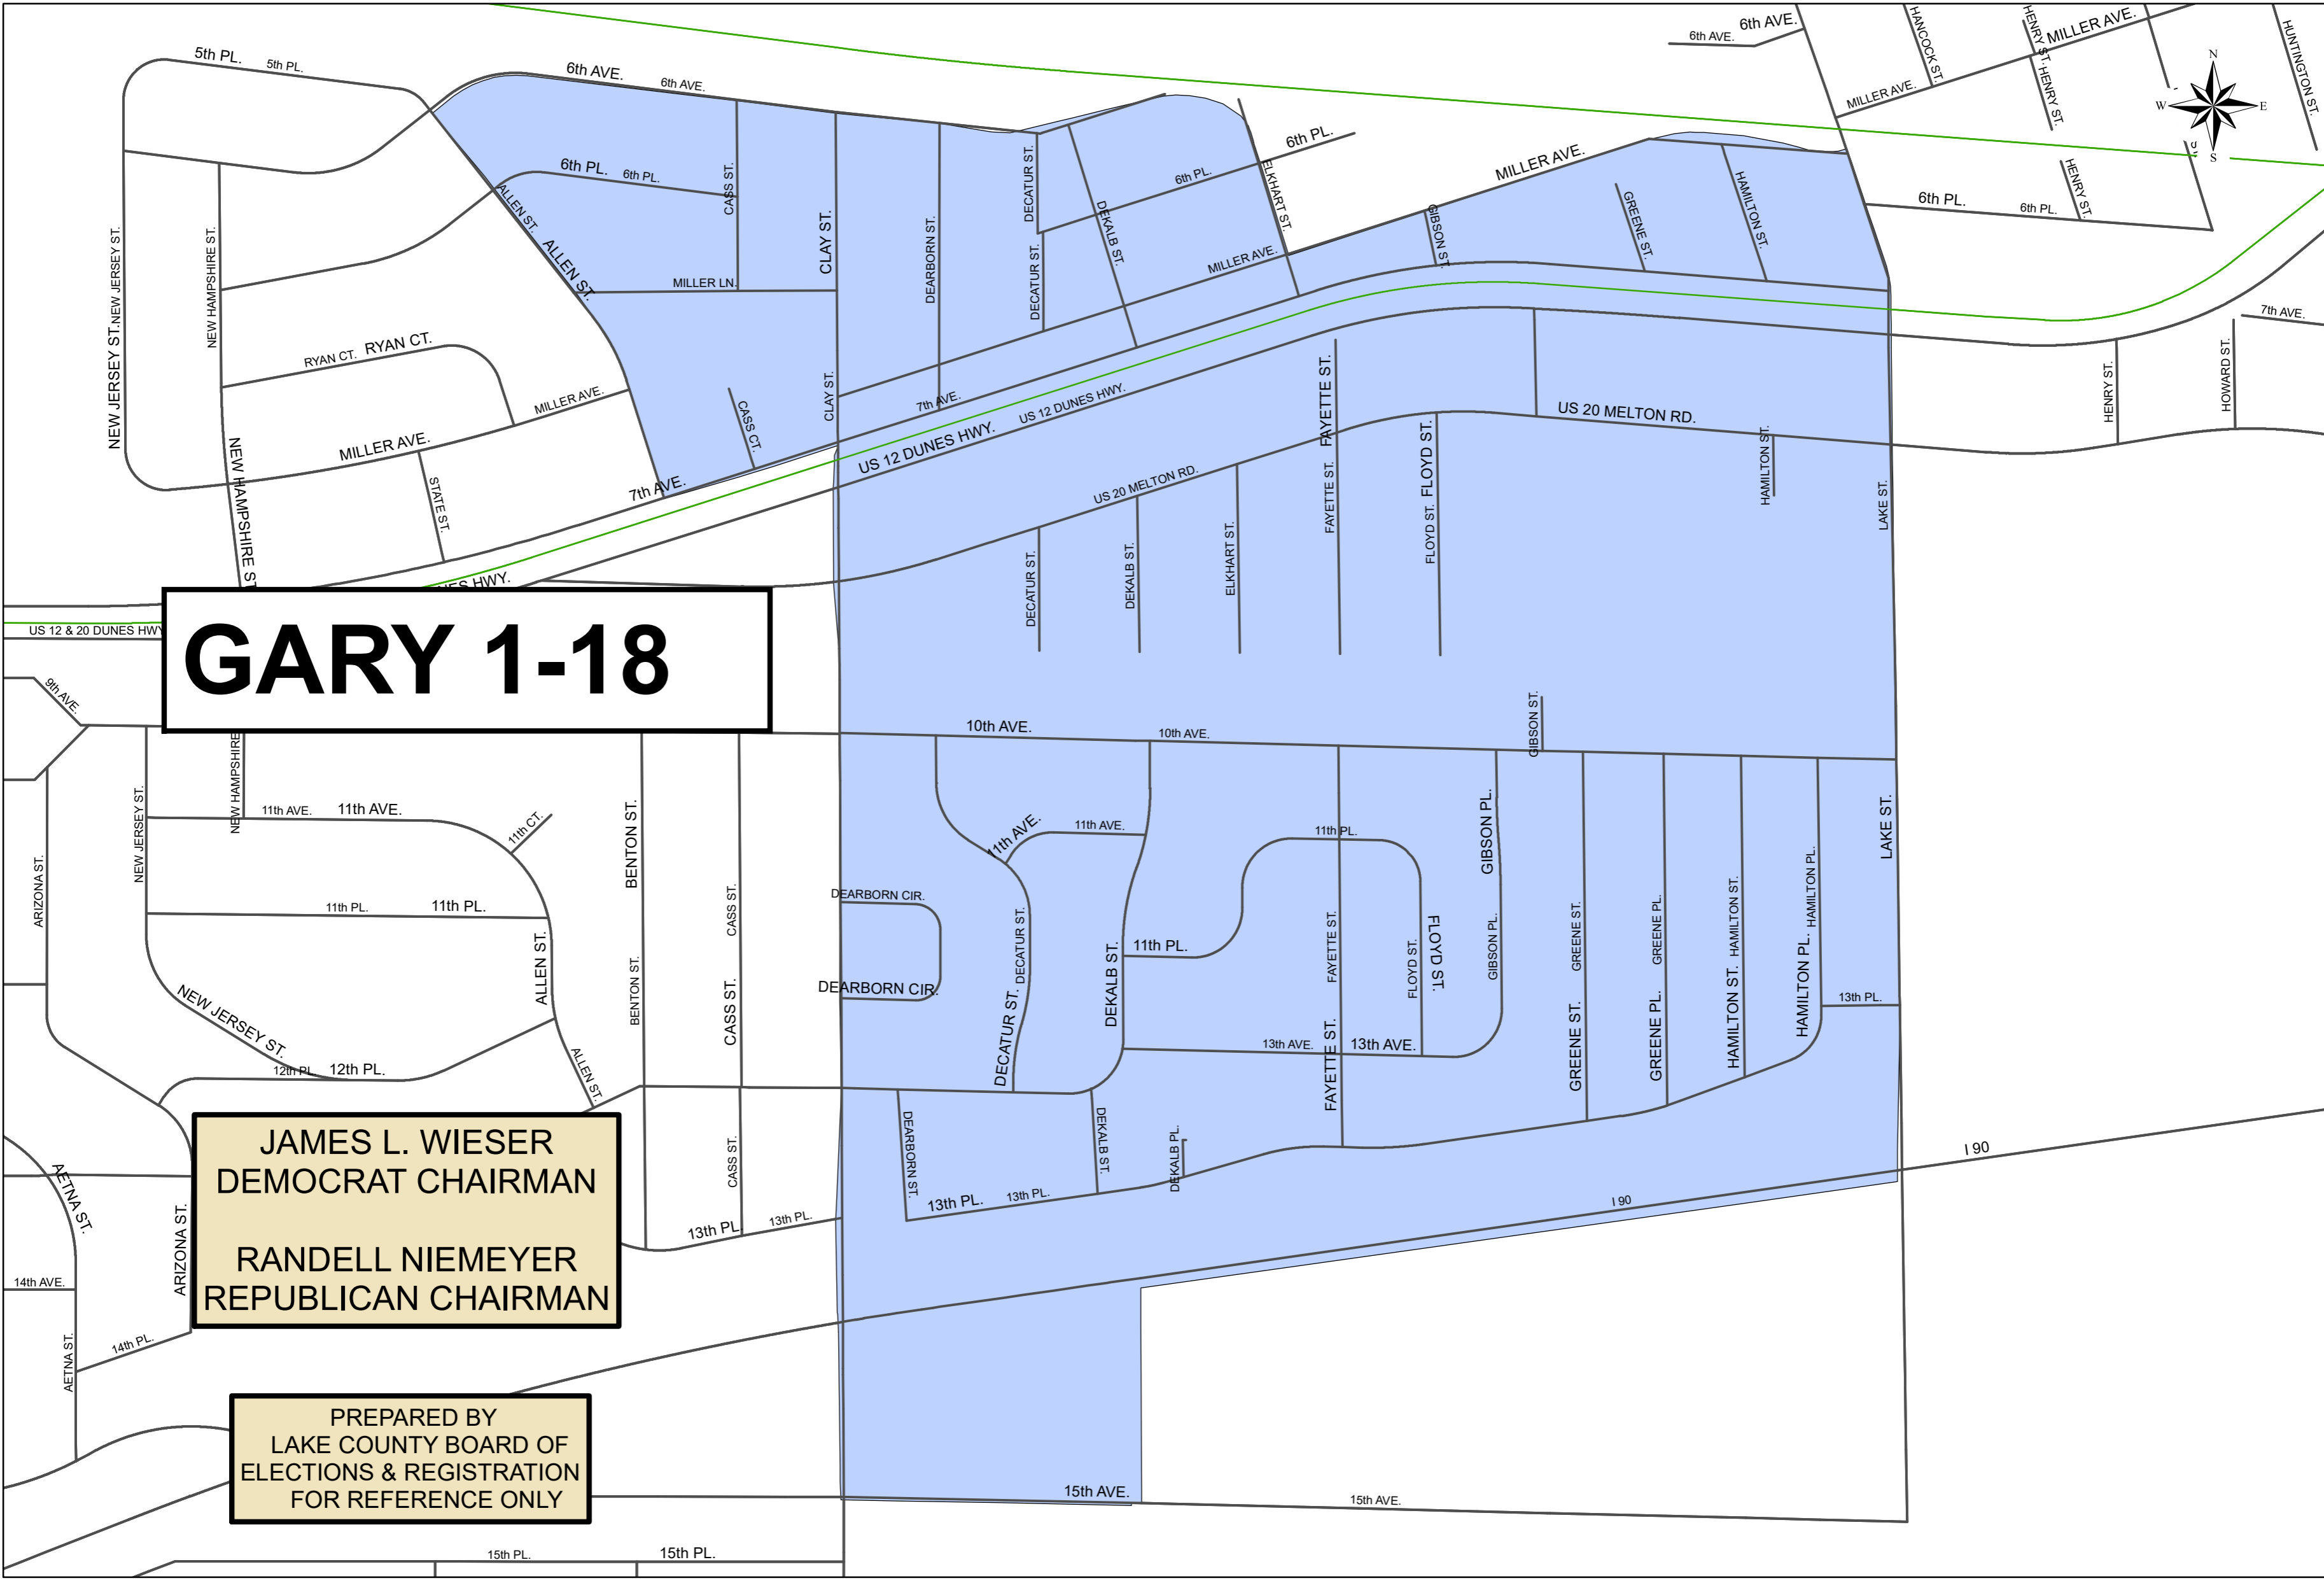 5th PL.
5th PL.
6th AVE.
6th AVE.
6th AVE.
6th AVE.
HANCOCK ST.
HENRY ST.
HENRY ST.
MILLER AVE.
MILLER AVE.
HUNTINGTON ST.
N
W
E
S
6th PL.
6th PL.
CASS ST.
ALLEN ST.
ALLEN ST.
CLAY ST.
DEARBORN ST.
DECATUR ST.
DECATUR ST.
DEKALB ST.
6th PL.
6th PL.
ELKHART ST.
MILLER AVE.
MILLER AVE.
GIBSON ST.
GREENE ST.
HAMILTON ST.
6th PL.
6th PL.
HENRY ST.
NEW JERSEY ST.
NEW JERSEY ST.
NEW HAMPSHIRE ST.
MILLER LN.
RYAN CT.
RYAN CT.
MILLER AVE.
MILLER AVE.
NEW HAMPSHIRE ST.
STATE ST.
CASS CT.
CLAY ST.
7th AVE.
7th AVE.
US 12 DUNES HWY.
US 12 DUNES HWY.
FAYETTE ST.
FAYETTE ST.
FLOYD ST.
FLOYD ST.
US 20 MELTON RD.
US 20 MELTON RD.
HAMILTON ST.
LAKE ST.
HENRY ST.
HOWARD ST.
7th AVE.
DECATUR ST.
DEKALB ST.
ELKHART ST.
HWY.
US 12 & 20 DUNES HWY
GARY 1-18
9th AVE.
10th AVE.
10th AVE.
GIBSON ST.
NEW HAMPSHIRE
NEW JERSEY ST.
ARIZONA ST.
11th AVE.
11th AVE.
11th CT.
11th PL.
11th PL.
ALLEN ST.
BENTON ST.
BENTON ST.
CASS ST.
CASS ST.
DEARBORN CIR.
DEARBORN CIR.
11th AVE.
11th AVE.
DECATUR ST.
DECATUR ST.
DEKALB ST.
11th PL.
11th PL.
FAYETTE ST.
FAYETTE ST.
FLOYD ST.
FLOYD ST.
GIBSON PL.
GIBSON PL.
GREENE ST.
GREENE ST.
GREENE PL.
GREENE PL.
HAMILTON ST.
HAMILTON ST.
HAMILTON PL.
HAMILTON PL.
LAKE ST.
13th PL.
NEW JERSEY ST.
12th PL.
12th PL.
ALLEN ST.
13th AVE.
13th AVE.
JAMES L. WIESER
DEMOCRAT CHAIRMAN
RANDELL NIEMEYER
REPUBLICAN CHAIRMAN
AETNA ST.
ARIZONA ST.
CASS ST.
DEARBORN ST.
DEKALB ST.
DEKALB PL.
13th PL.
13th PL.
13th PL.
13th PL.
I 90
I 90
14th AVE.
14th PL.
AETNA ST.
PREPARED BY
LAKE COUNTY BOARD OF
ELECTIONS & REGISTRATION
FOR REFERENCE ONLY
15th AVE.
15th AVE.
15th PL.
15th PL.